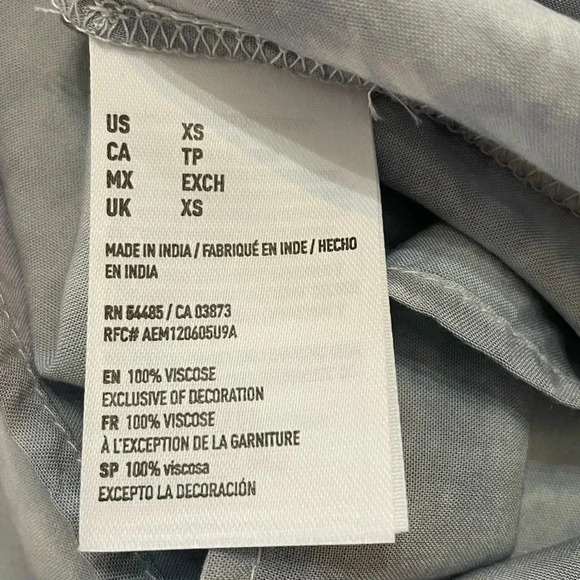 US XS
CA TP
MX EXCH
UK XS
MADE IN INDIA / FABRIQUÉ EN INDE / HECHO
EN INDIA
RN 54485 / CA 03873
RFC# AEM120605U9A
EN 100% VISCOSE
EXCLUSIVE OF DECORATION
FR 100% VISCOSE
À L'EXCEPTION DE LA GARNITURE
SP 100% viscosa
EXCEPTO LA DECORACIÓN